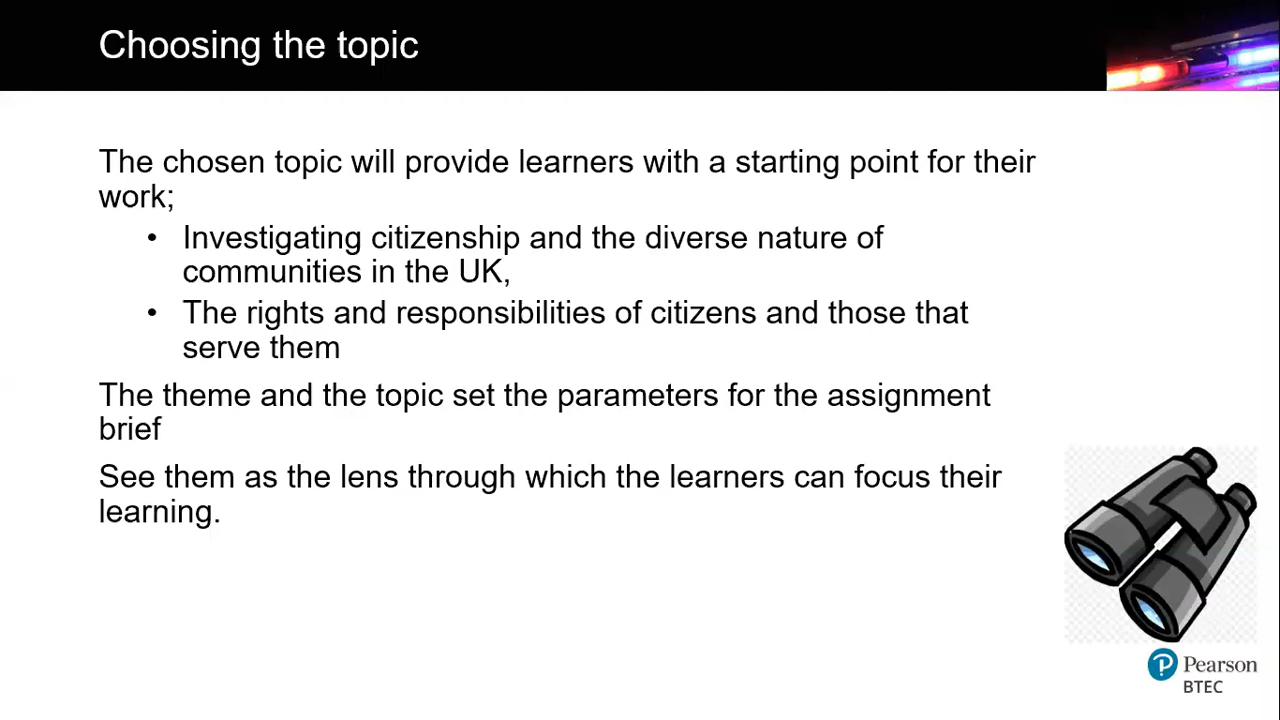 Choosing the topic
The chosen topic will provide learners with a starting point for their
work;
• Investigating citizenship and the diverse nature of
communities in the UK,
• The rights and responsibilities of citizens and those that
serve them
The theme and the topic set the parameters for the assignment
brief
See them as the lens through which the learners can focus their
learning.
Pearson
BTEC